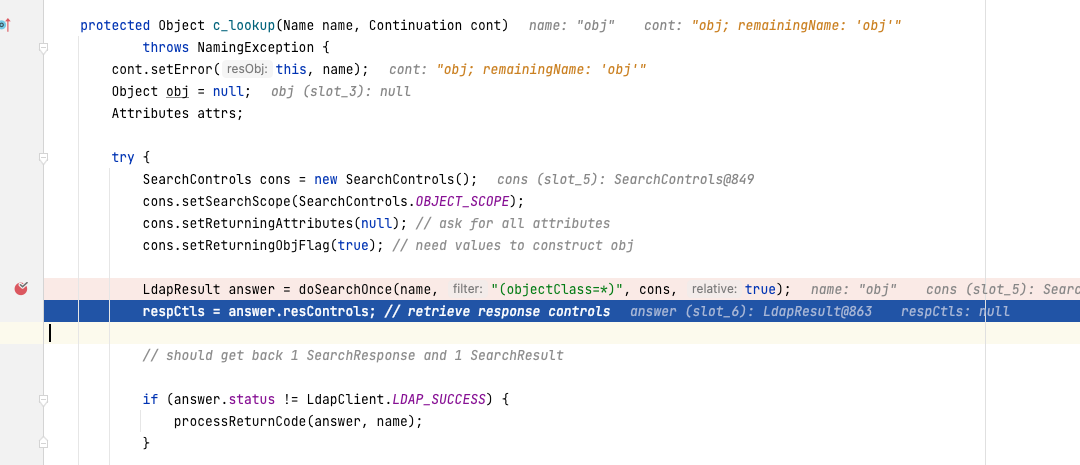 protected Object c_lookup(Name name, Continuation cont)   name: "obj"   cont: "obj; remainingName: 'obj'"
        throws NamingException {
    cont.setError( resObj: this, name);   cont: "obj; remainingName: 'obj'"
    Object obj = null;   obj (slot_3): null
    Attributes attrs;
    try {
        SearchControls cons = new SearchControls();   cons (slot_5): SearchControls@849
        cons.setSearchScope(SearchControls.OBJECT_SCOPE);
        cons.setReturningAttributes(null); // ask for all attributes
        cons.setReturningObjFlag(true); // need values to construct obj
        LdapResult answer = doSearchOnce(name, filter: "(objectClass=*)", cons, relative: true);   name: "obj"   cons (slot_5): Searc
        respCtls = answer.resControls; // retrieve response controls   answer (slot_6): LdapResult@863   respCtls: null
        // should get back 1 SearchResponse and 1 SearchResult
        if (answer.status != LdapClient.LDAP_SUCCESS) {
            processReturnCode(answer, name);
        }